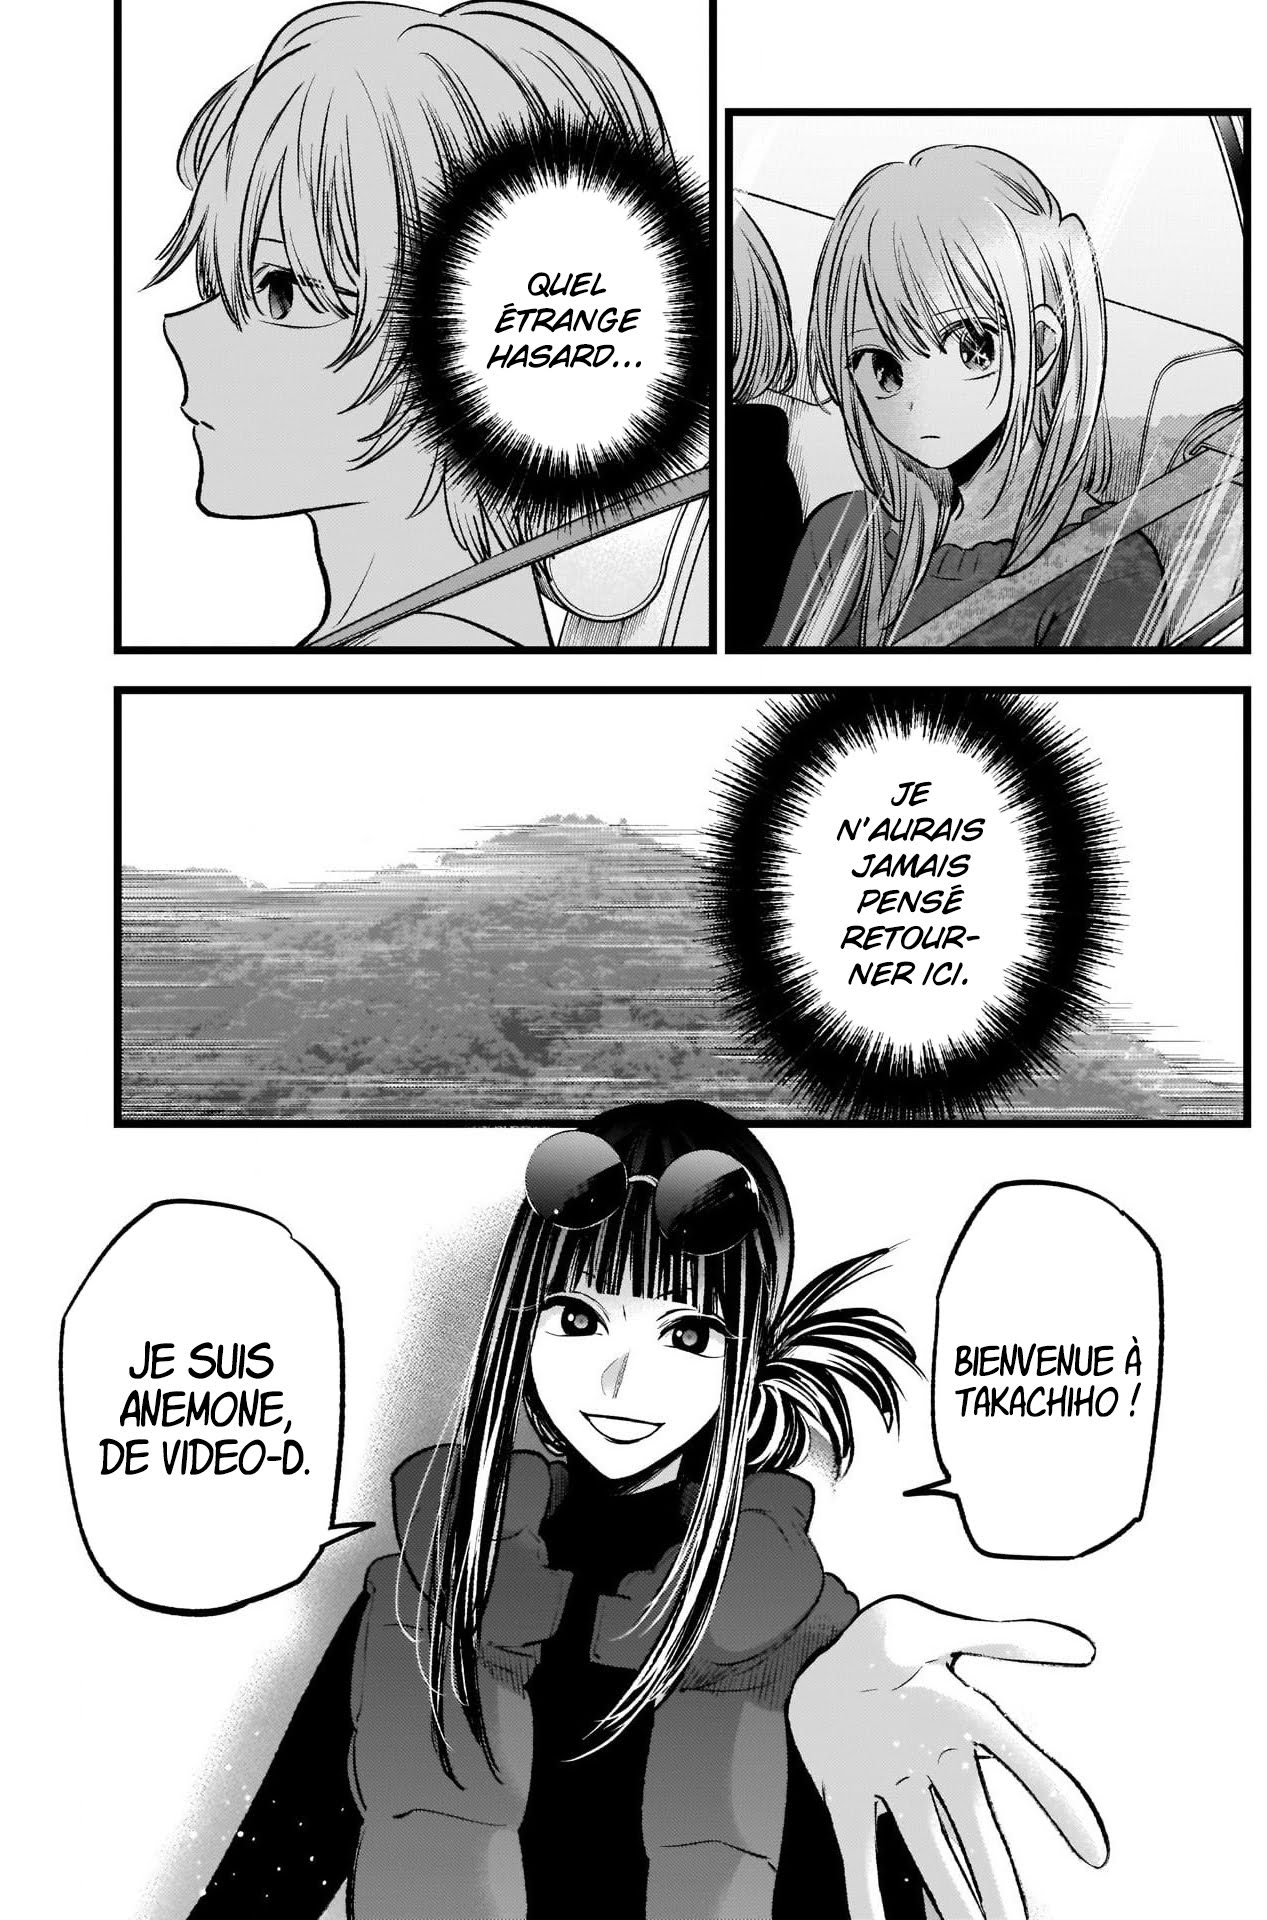 QUEL
ÉTRANGE
HASARD...
JE
N'AURAIS
JAMAIS
PENSÉ
RETOUR-
NER ICI.
BIENVENUE À
TAKACHIHO !
JE SUIS
ANEMONE,
DE VIDEO-D.